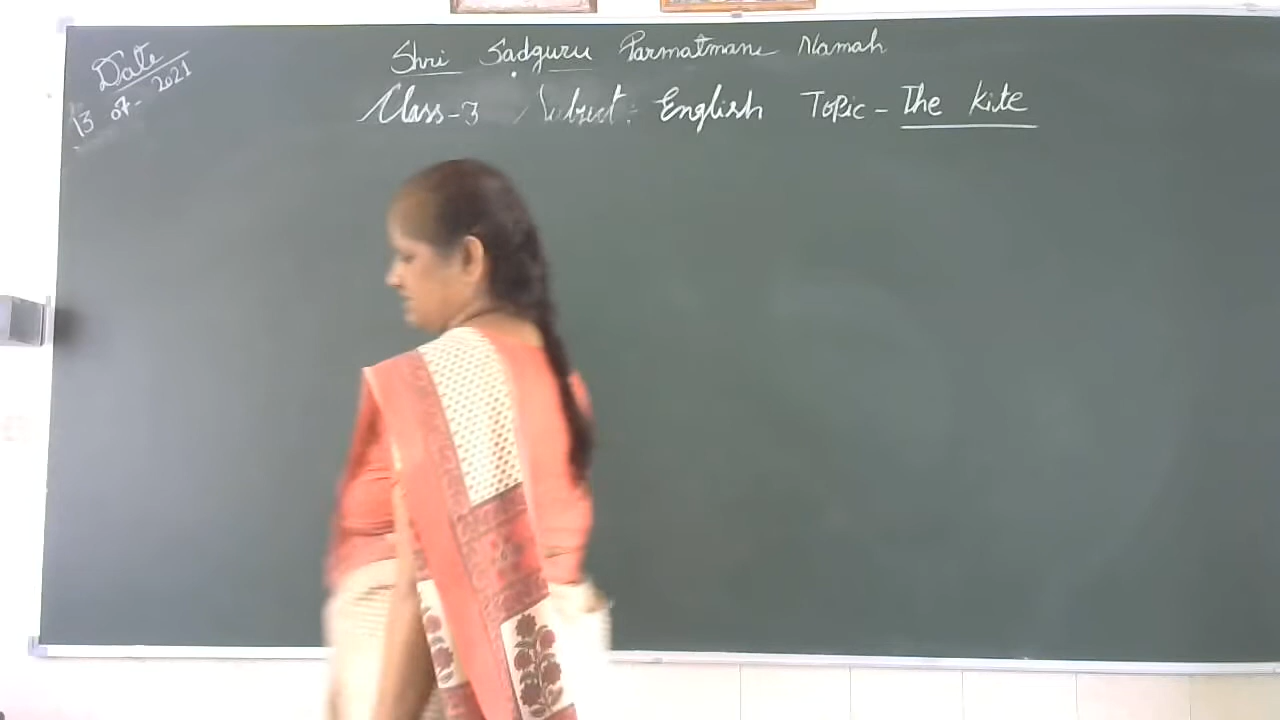 Date
13 07- 2021
Shri Sadguru Parmatmane Namah
Class-3 Subject: English Topic - The Kite